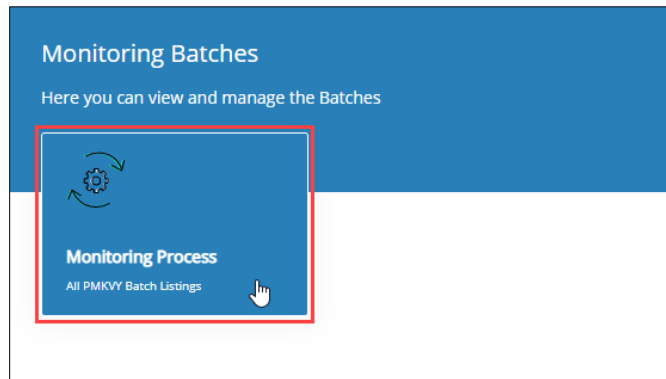 Monitoring Batches
Here you can view and manage the Batches
Monitoring Process
All PMKVY Batch Listings